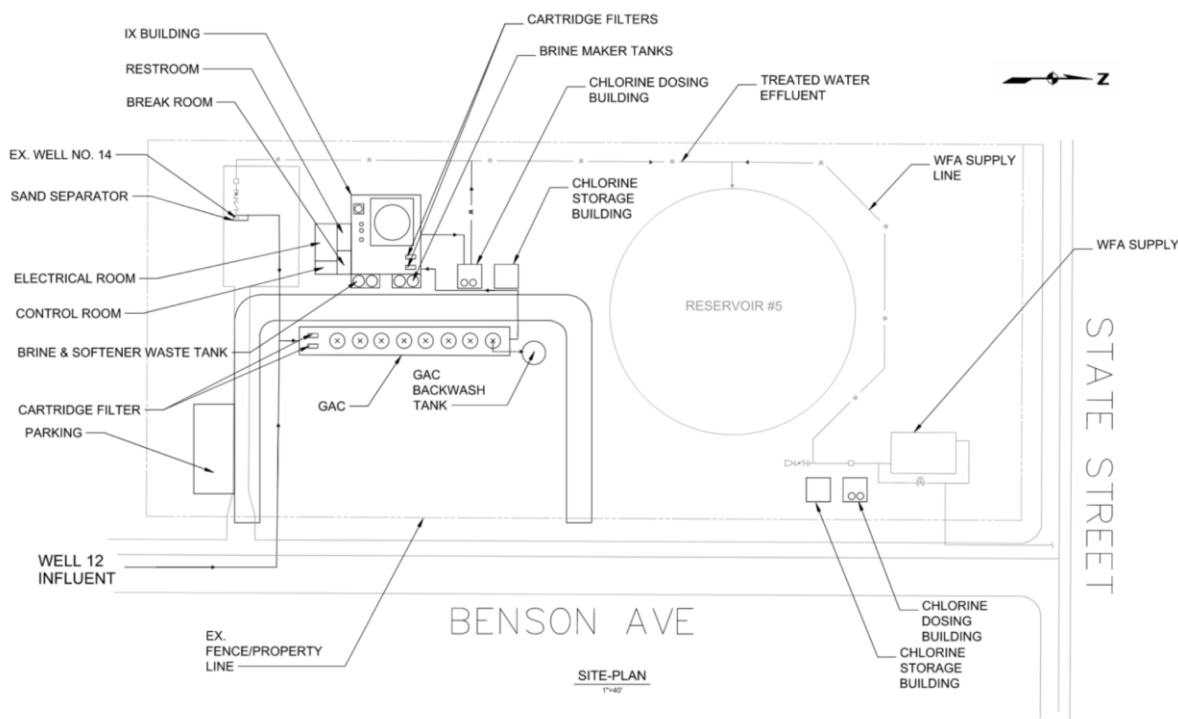 CARTRIDGE FILTERS
IX BUILDING
BRINE MAKER TANKS
RESTROOM
CHLORINE DOSING
BUILDING
TREATED WATER
EFFLUENT
Z
BREAK ROOM
EX. WELL NO. 14
WFA SUPPLY
LINE
SAND SEPARATOR
CHLORINE
STORAGE
BUILDING
WFA SUPPLY
ELECTRICAL ROOM
CONTROL ROOM
RESERVOIR #5
BRINE & SOFTENER WASTE TANK
GAC
BACKWASH
TANK
CARTRIDGE FILTER
GAC
PARKING
STATE STREET
WELL 12
INFLUENT
BENSON AVE
CHLORINE
DOSING
BUILDING
EX.
FENCE/PROPERTY
LINE
CHLORINE
STORAGE
BUILDING
SITE-PLAN
1"=40'